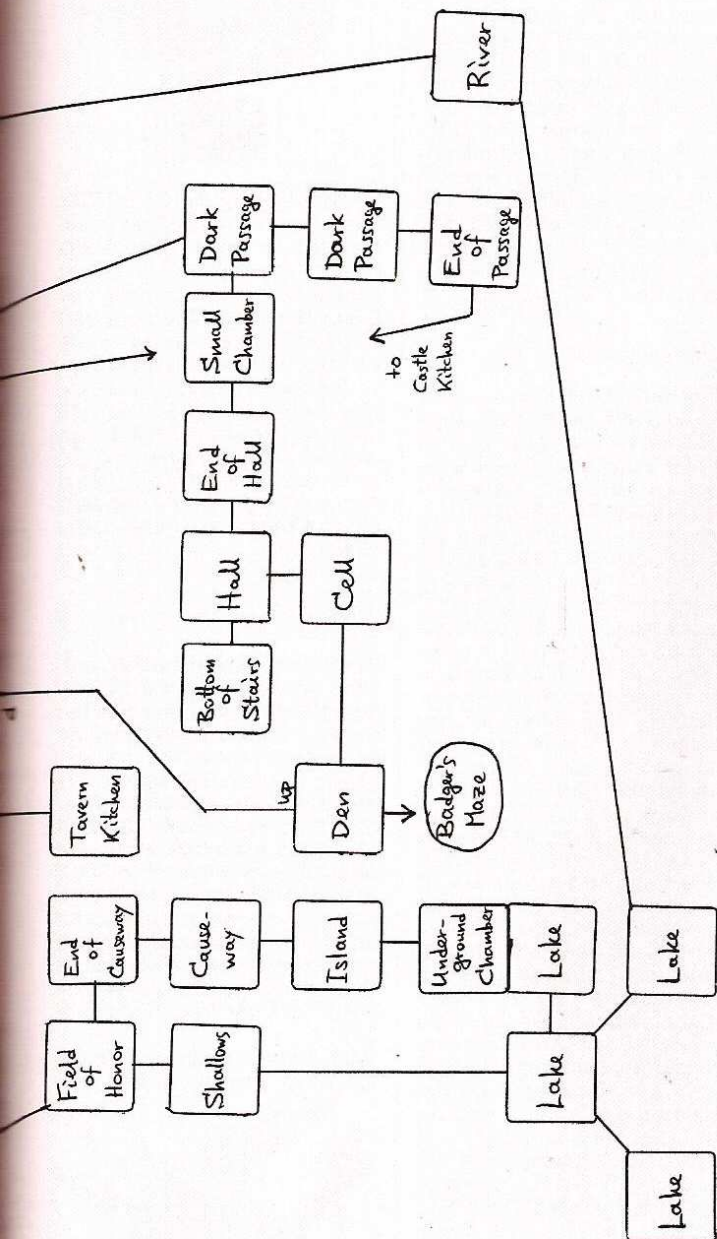 Field
of
Honor
End
of
Causeway
Tavern
Kitchen
Shallows
Cause-
way
Bottom
of
Stairs
Hall
End
of
Hall
Small
Chamber
Dark
Passage
Island
up
Den
Cell
Dark
Passage
Under-
ground
Chamber
Badger's
Maze
to
Castle
Kitchen
End
of
Passage
River
Lake
Lake
Lake
Lake